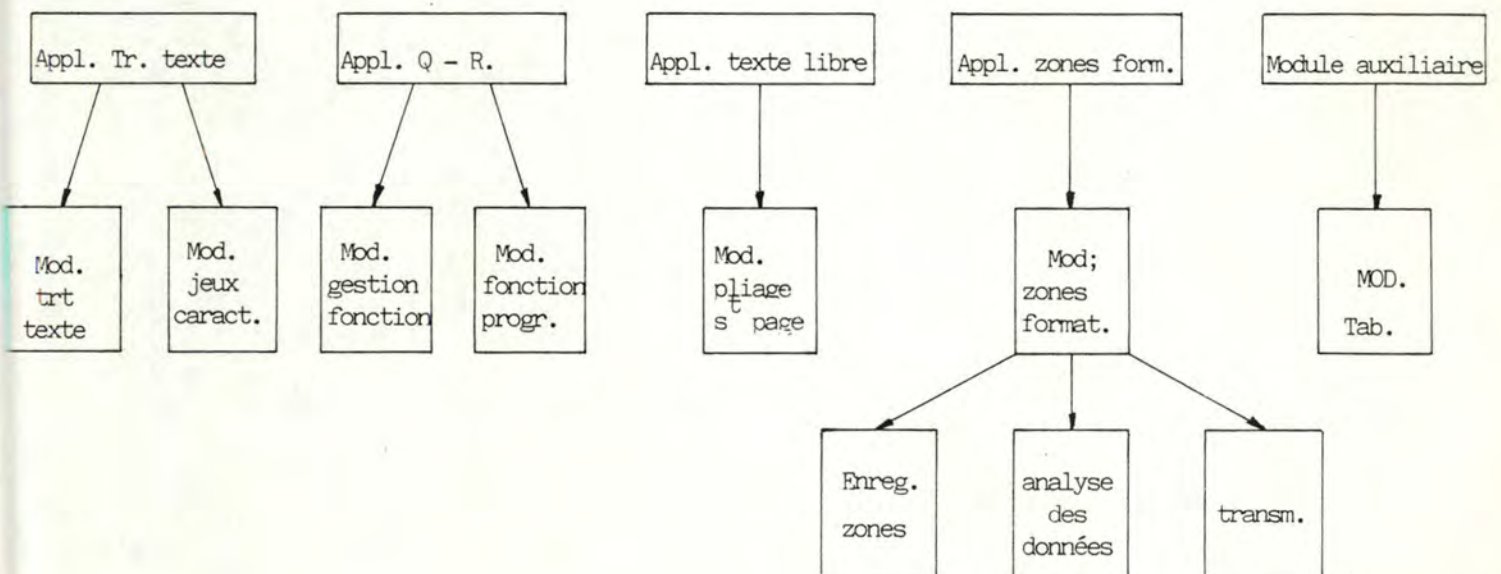 Appl. Tr. texte
Appl. Q - R.
Appl. texte libre
Appl. zones form.
Module auxiliaire
Mod.
trt
texte
Mod.
jeux
caract.
Mod.
gestion
fonction
Mod.
fonction
progr.
Mod.
pliage
st page
Mod;
zones
format.
MOD.
Tab.
Enreg.
zones
analyse
des
données
transm.